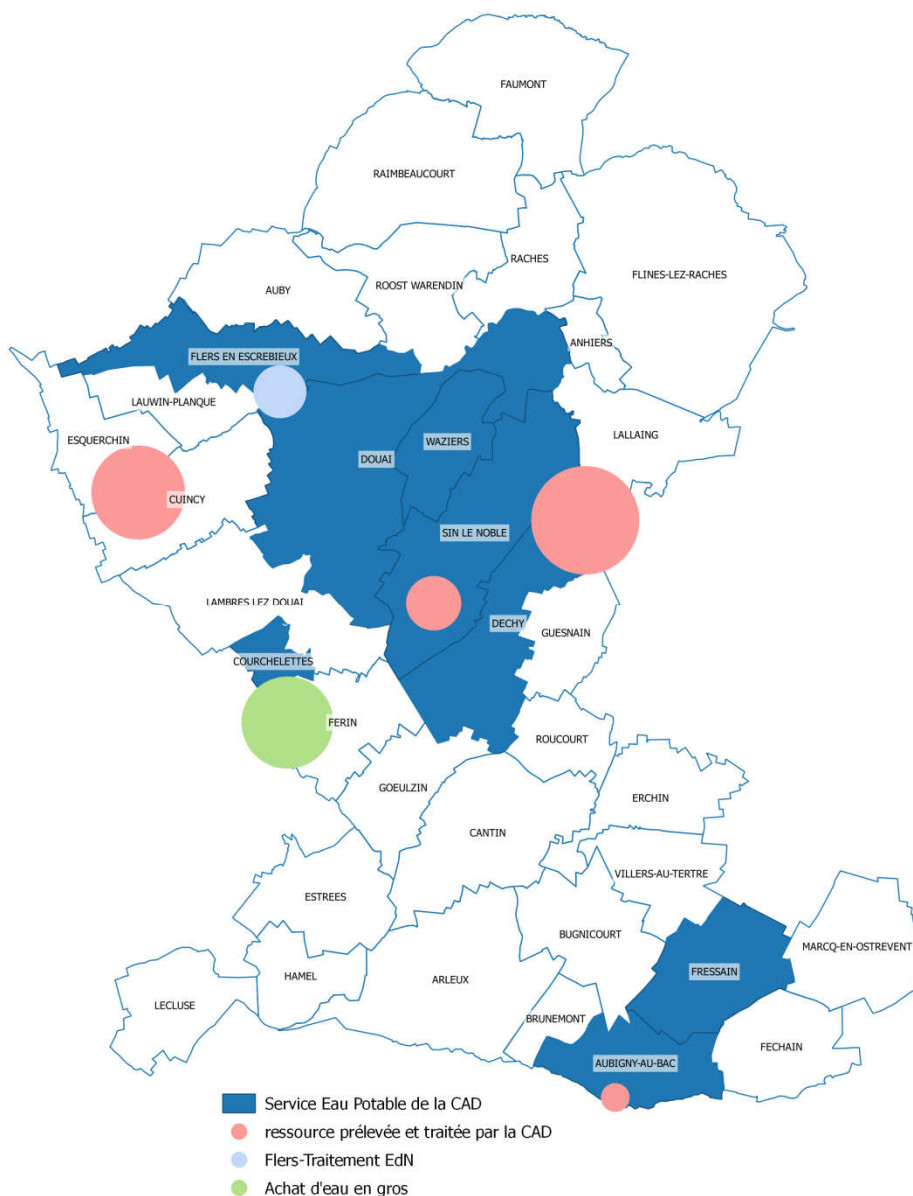 FAUMONT
RAIMBEAUCOURT
RACHES
FLINES-LEZ-RACHES
AUBY
ROOST WARENDIN
ANHIERS
FLERS EN ESCREBIEUX
LAUWIN-PLANQUE
LALLAING
ESQUERCHIN
WAZIERS
DOUAI
CUINCY
SIN LE NOBLE
LAMBRES LEZ DOUAI
DECHY
GUESNAIN
COURCHELETTES
FERIN
ROUCOURT
GOEULZIN
ERCHIN
CANTIN
VILLERS-AU-TERTRE
ESTREES
BUGNICOURT
MARCQ-EN-OSTREVENT
FRESSAIN
HAMEL
ARLEUX
LECLUSE
BRUNEMONT
FECHAIN
AUBIGNY-AU-BAC
Service Eau Potable de la CAD
ressource prélevée et traitée par la CAD
Flers-Traitement EdN
Achat d'eau en gros